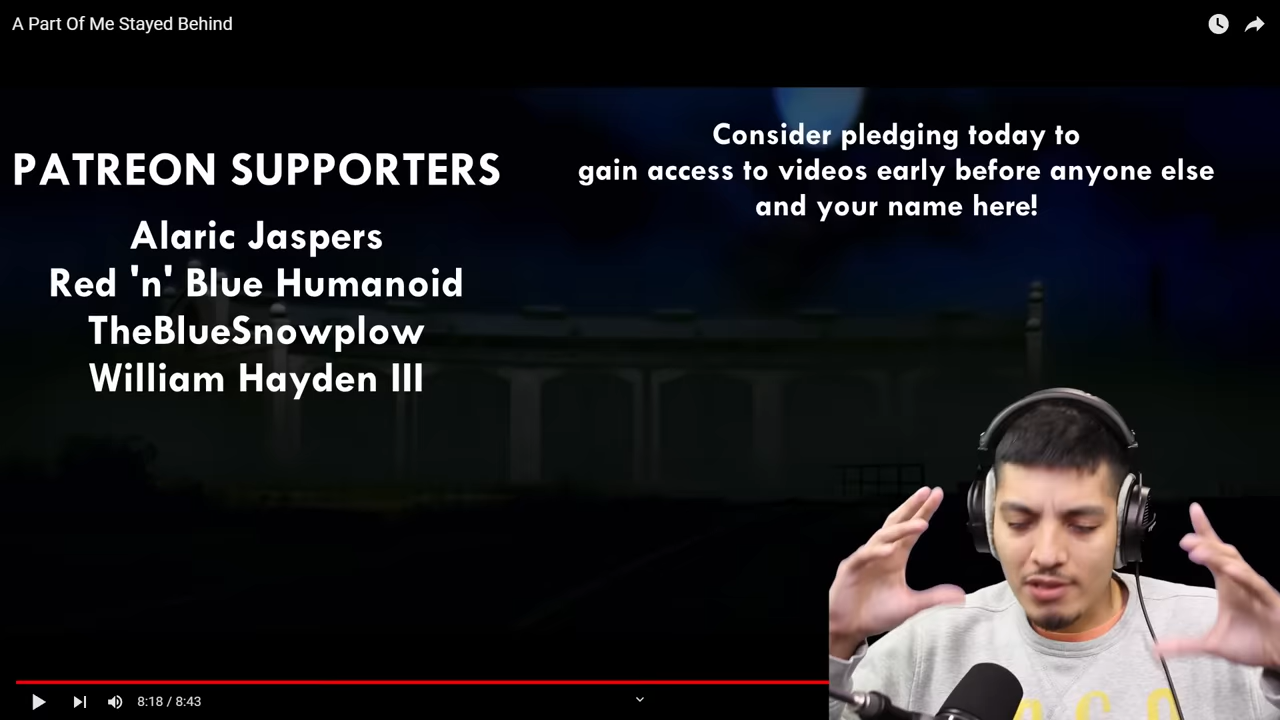 A Part Of Me Stayed Behind
PATREON SUPPORTERS
Alaric Jaspers
Red 'n' Blue Humanoid
TheBlueSnowplow
William Hayden III
Consider pledging today to
gain access to videos early before anyone else
and your name here!
8:18 / 8:43